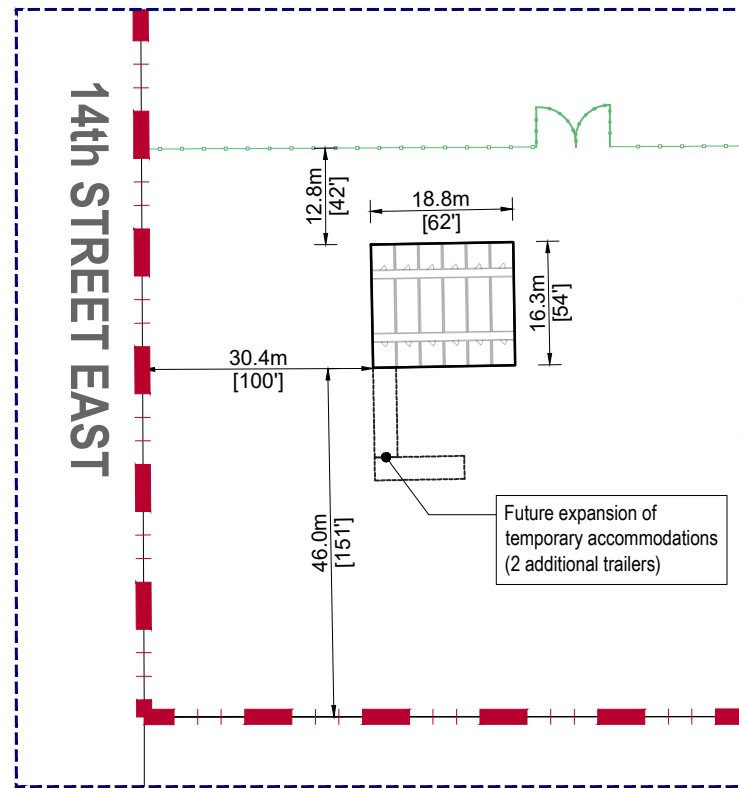 14th STREET EAST
12.8m
[42']
18.8m
[62']
16.3m
[54']
30.4m
[100']
46.0m
[151']
Future expansion of
temporary accommodations
(2 additional trailers)